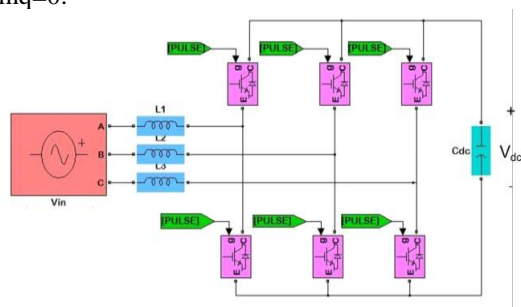 mq=0.
[PULSE] [PULSE] [PULSE]
g C g C g C
E E E
L1
A
L2
B
L3
C
Vin
+
Cdc
Vdc
-
[PULSE] [PULSE] [PULSE]
g C g C g C
E E E